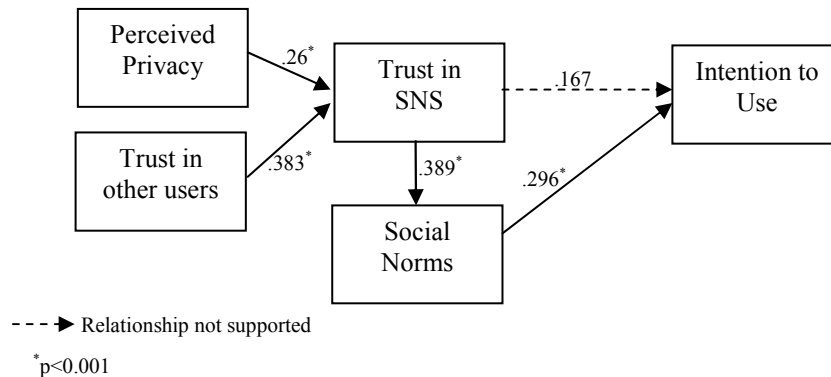 Perceived
Privacy
.26*
Trust in
SNS
.167
Intention to
Use
Trust in
other users
.383*
.389*
.296*
Social
Norms
Relationship not supported
*p<0.001